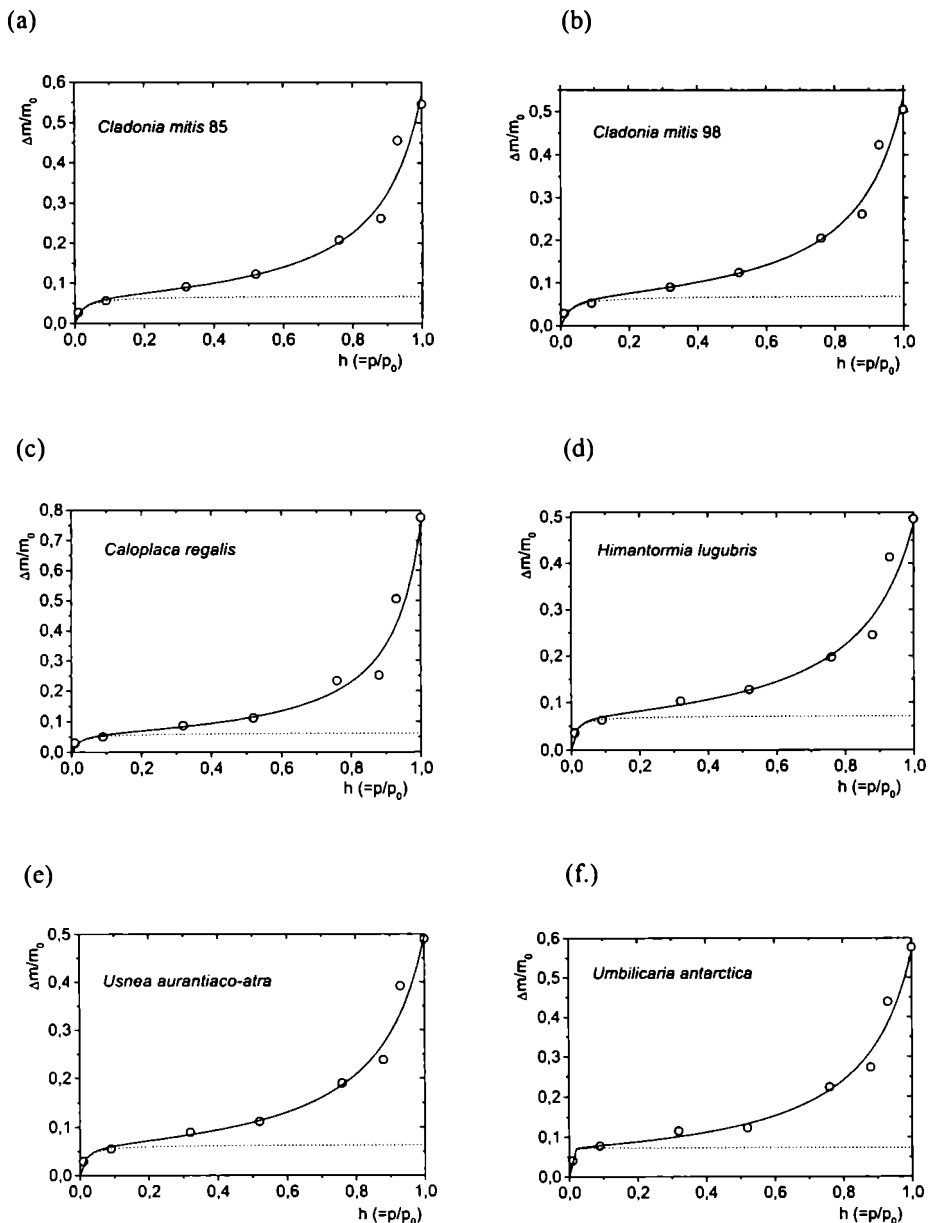 (a)
(b)
Δm/m₀
0,6
0,5
0,4
0,3
0,2
0,1
0,0
Cladonia mitis 85
0,0 0,2 0,4 0,6 0,8 1,0
h (=p/p₀)
Δm/m₀
0,5
0,4
0,3
0,2
0,1
0,0
Cladonia mitis 98
0,0 0,2 0,4 0,6 0,8 1,0
h (=p/p₀)
(c)
(d)
Δm/m₀
0,8
0,7
0,6
0,5
0,4
0,3
0,2
0,1
0,0
Caloplaca regalis
0,0 0,2 0,4 0,6 0,8 1,0
h (=p/p₀)
Δm/m₀
0,5
0,4
0,3
0,2
0,1
0,0
Himantormia lugubris
0,0 0,2 0,4 0,6 0,8 1,0
h (=p/p₀)
(e)
(f.)
Δm/m₀
0,5
0,4
0,3
0,2
0,1
0,0
Usnea aurantiaco-atra
0,0 0,2 0,4 0,6 0,8 1,0
h (=p/p₀)
Δm/m₀
0,6
0,5
0,4
0,3
0,2
0,1
0,0
Umbilicaria antarctica
0,0 0,2 0,4 0,6 0,8 1,0
h (=p/p₀)